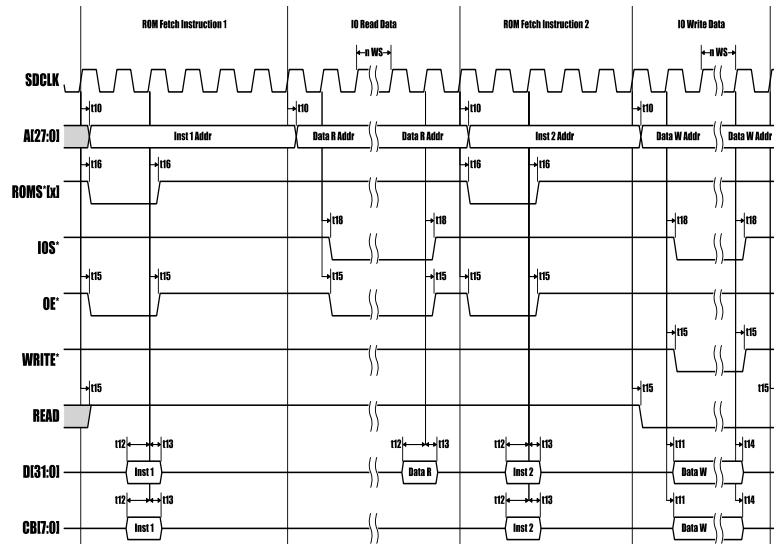 ROM Fetch Instruction 1 IO Read Data ROM Fetch Instruction 2 IO Write Data
n WS n WS
SDCLK
t10 t10 t10 t10
A[27:0] Inst 1 Addr Data R Addr Data R Addr Inst 2 Addr Data W Addr Data W Addr
t16 t16 t16 t16
ROMS*[x]
t18 t18 t18 t18
IOS*
t15 t15 t15 t15 t15 t15
OE*
t15 t15
WRITE*
t15 t15 t15
READ
t12 t13 t12 t13 t12 t13 t11 t14
D[31:0] Inst 1 Data R Inst 2 Data W
t12 t13 t12 t13 t11 t14
CB[7:0] Inst 1 Inst 2 Data W